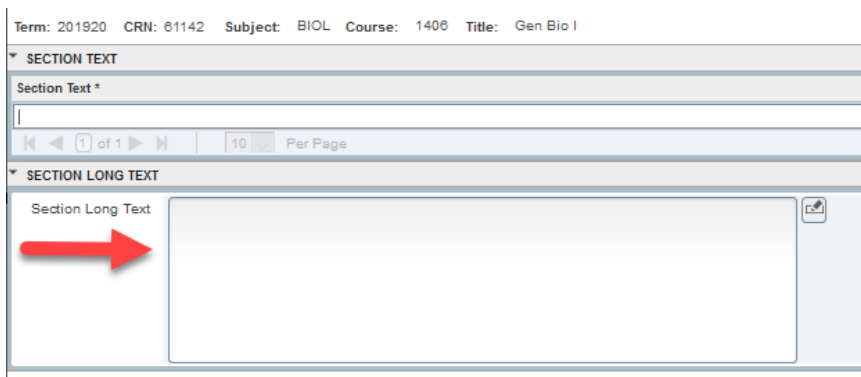 Term: 201920 CRN: 61142 Subject: BIOL Course: 1406 Title: Gen Bio I
SECTION TEXT
Section Text *
1 of 1 10 Per Page
SECTION LONG TEXT
Section Long Text